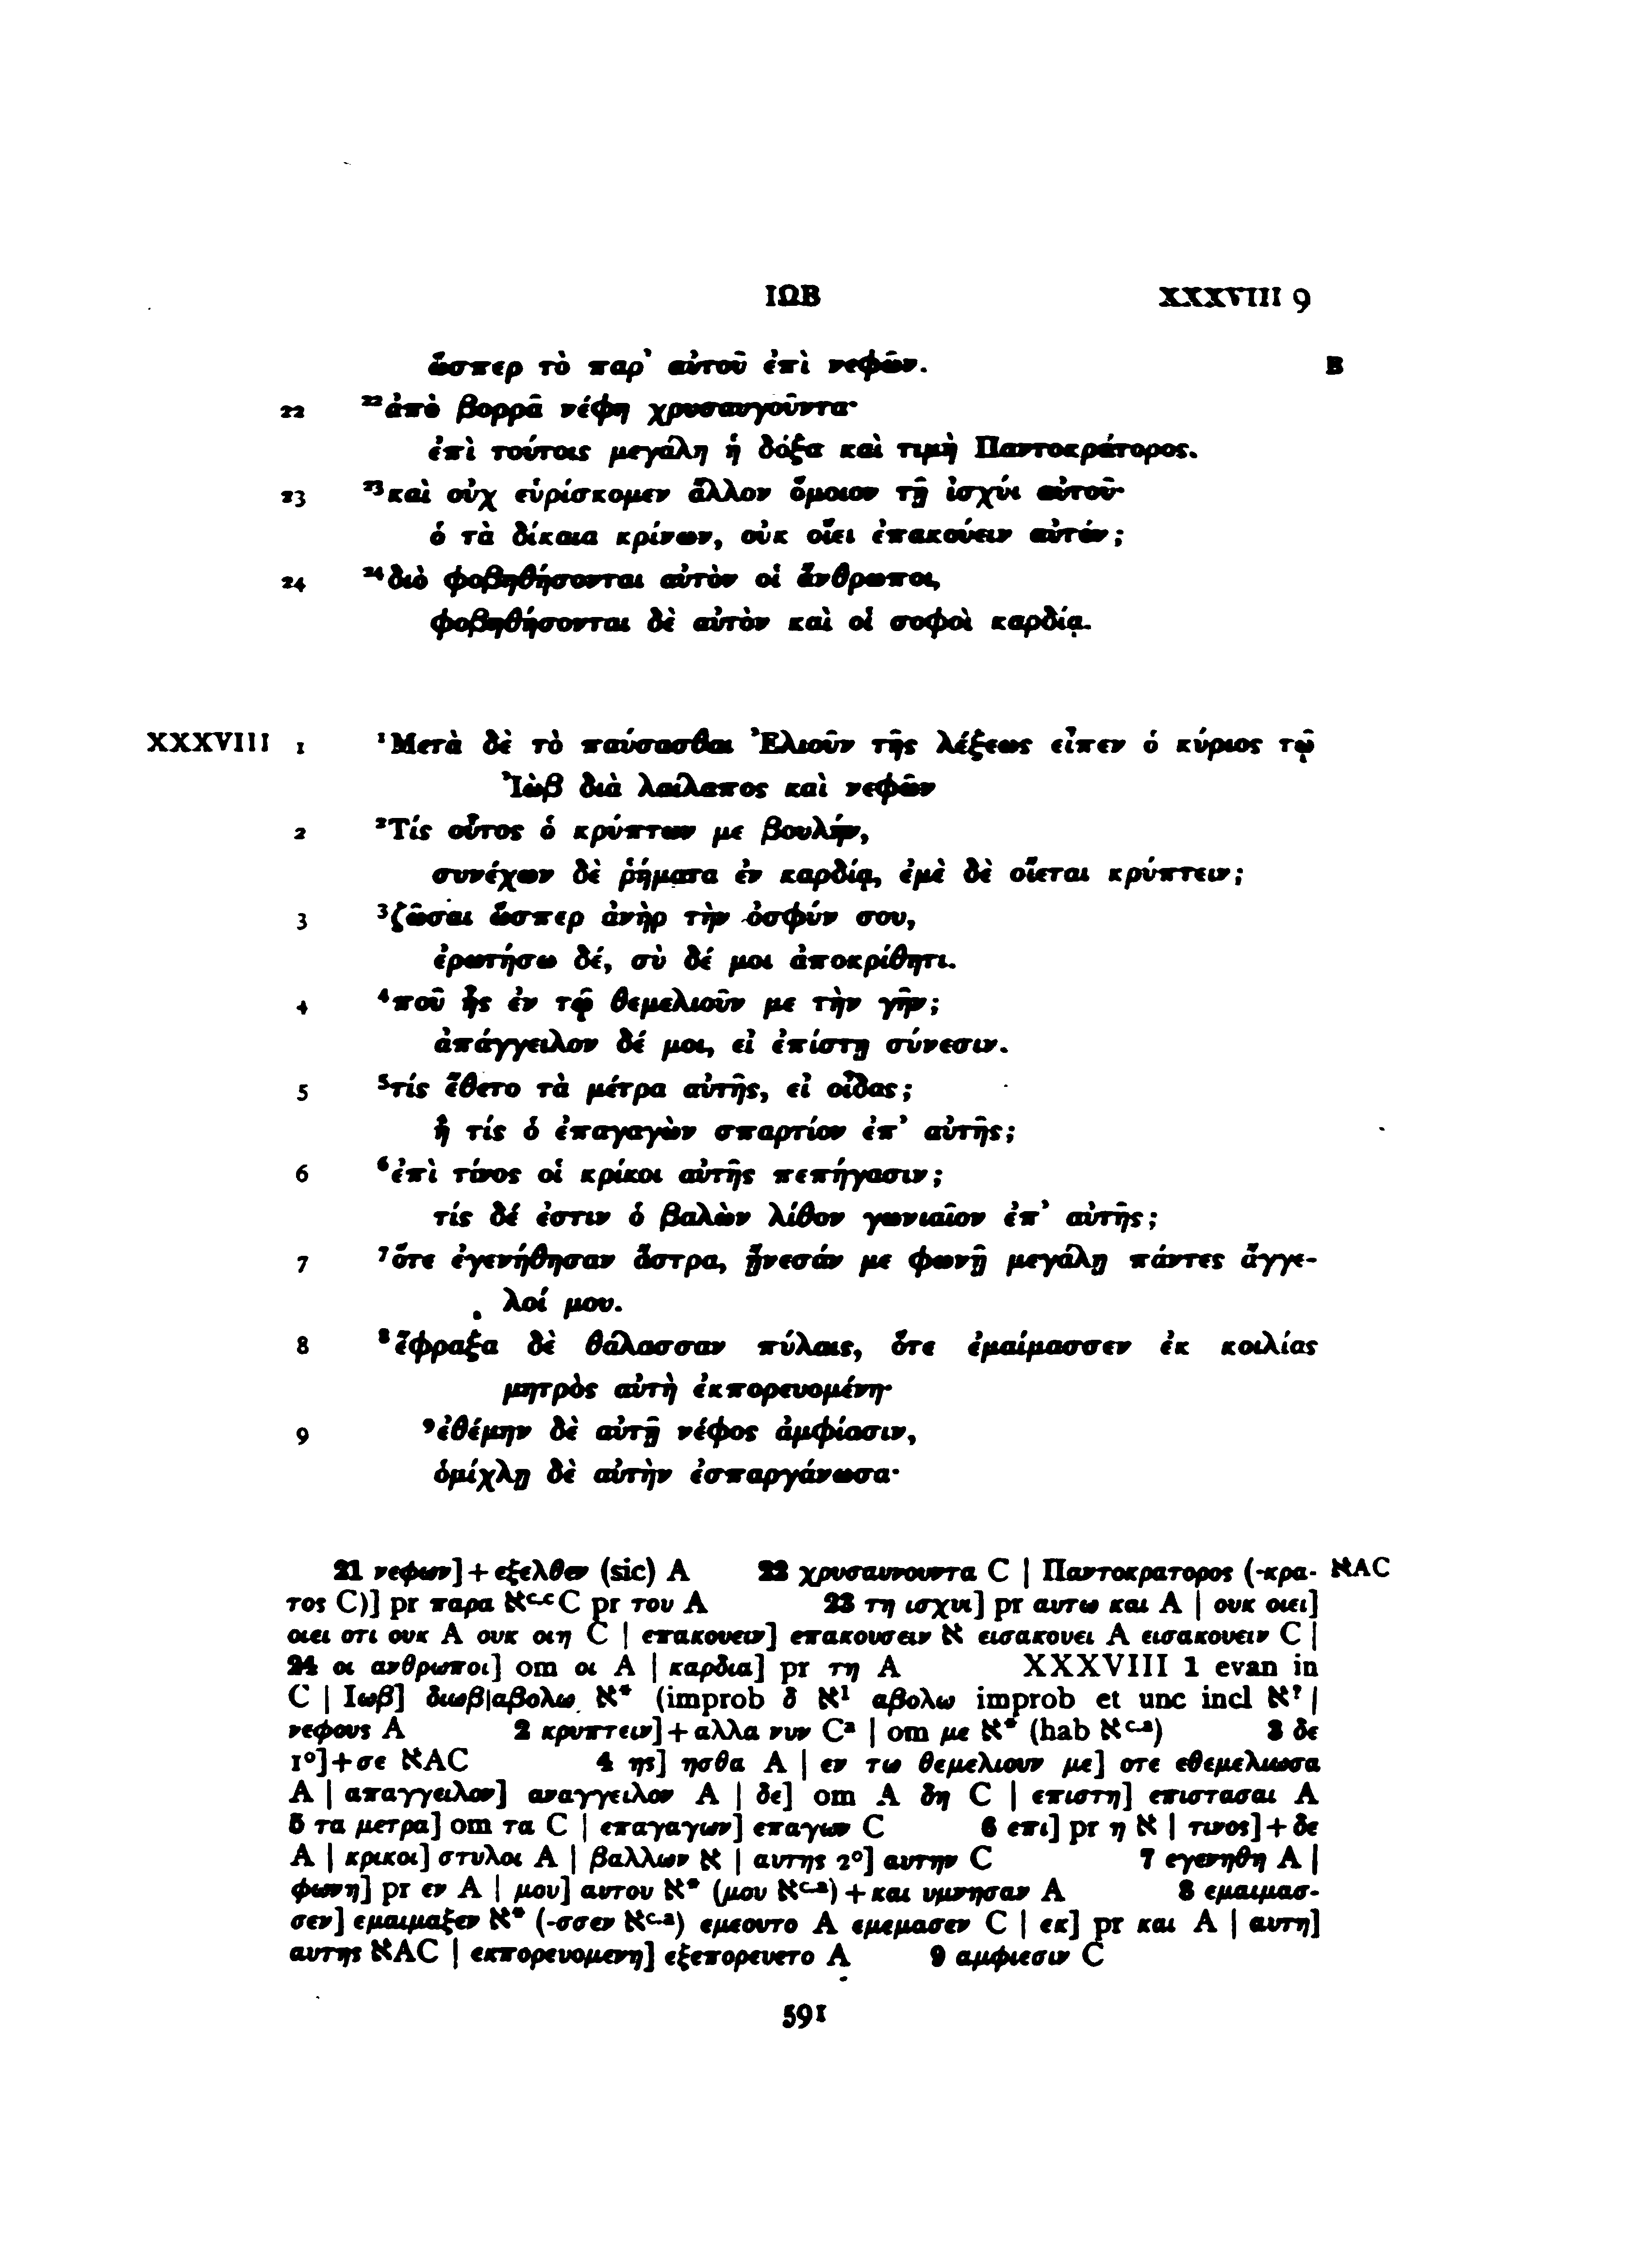 ΙΩΒ XXXVIII 9
ὥσπερ τὸ παρ᾽ αὐτοῦ ἐπὶ νεφῶν. B
22 ²²ἀπὸ βορρᾶ νέφη χρυσαυγοῦντα·
ἐπὶ τούτοις μεγάλη ἡ δόξα καὶ τιμὴ Παντοκράτορος.
23 ²³καὶ οὐχ εὑρίσκομεν ἄλλον ὅμοιον τῇ ἰσχύι αὐτοῦ·
ὁ τὰ δίκαια κρίνων, οὐκ οἴει ἐπακούειν αὐτόν;
24 ²⁴διὸ φοβηθήσονται αὐτὸν οἱ ἄνθρωποι,
φοβηθήσονται δὲ αὐτὸν καὶ οἱ σοφοὶ καρδίᾳ.
XXXVIII 1 ¹Μετὰ δὲ τὸ παύσασθαι Ἐλιοῦν τῆς λέξεως εἶπεν ὁ κύριος τῷ
Ἰὼβ διὰ λαίλαπος καὶ νεφῶν
2 ²Τίς οὗτος ὁ κρύπτων με βουλήν,
συνέχων δὲ ῥήματα ἐν καρδίᾳ, ἐμὲ δὲ οἴεται κρύπτειν;
3 ³ζῶσαι ὥσπερ ἀνὴρ τὴν ὀσφύν σου,
ἐρωτήσω δέ, σὺ δέ μοι ἀποκρίθητι.
4 ⁴ποῦ ἦς ἐν τῷ θεμελιοῦν με τὴν γῆν;
ἀπάγγειλον δέ μοι, εἰ ἐπίστῃ σύνεσιν.
5 ⁵τίς ἔθετο τὰ μέτρα αὐτῆς, εἰ οἶδας;
ἢ τίς ὁ ἐπαγαγὼν σπαρτίον ἐπ᾽ αὐτῆς;
6 ⁶ἐπὶ τίνος οἱ κρίκοι αὐτῆς πεπήγασιν;
τίς δέ ἐστιν ὁ βαλὼν λίθον γωνιαῖον ἐπ᾽ αὐτῆς;
7 ⁷ὅτε ἐγενήθησαν ἄστρα, ᾔνεσάν με φωνῇ μεγάλῃ πάντες ἄγγε-
λοί μου.
8 ⁸ἔφραξα δὲ θάλασσαν πύλαις, ὅτε ἐμαίμασσεν ἐκ κοιλίας
μητρὸς αὐτὴ ἐκπορευομένη·
9 ⁹ἐθέμην δὲ αὐτῇ νέφος ἀμφίασιν,
ὁμίχλῃ δὲ αὐτὴν ἐσπαργάνωσα·
21 νεφων] + εξελθεν (sic) A 22 χρυσαυνουντα C | Παντοκρατορος (-κρα- אAC
τος C)] pr παρα א^c.c C pr του A 23 τη ισχυι] pr αυτω και A | ουκ οιει]
οιει οτι ουκ A ουκ οιη C | επακουειν] επακουσειν א εισακουει A εισακουειν C |
24 οι ανθρωποι] om οι A | καρδια] pr τη A XXXVIII 1 evan in
C | Ιωβ] διωβ|αβολω א* (improb δ א¹ αβολω improb et unc incl א^?) |
νεφους A 2 κρυπτειν] + αλλα νυν C^a | om με א* (hab א^c.a) 3 δε
1°] + σε אAC 4 ης] ησθα A | εν τω θεμελιουν με] οτε εθεμελιωσα
A | απαγγειλον] αναγγειλον A | δε] om A δη C | επιστη] επιστασαι A
5 τα μετρα] om τα C | επαγαγων] επαγων C 6 επι] pr η א | τινος] + δε
A | κρικοι] στυλοι A | βαλλων א | αυτης 2°] αυτην C 7 εγενηθη A |
φωνη] pr εν A | μου] αυτου א* (μου א^c.a) + και υμνησαν A 8 εμαιμασ-
σεν] εμαιμαξεν א* (-σσεν א^c.a) εμεουτο A εμεμασεν C | εκ] pr και A | αυτη]
αυτης אAC | εκπορευομενη] εξεπορευετο A 9 αμφιεσιν C
591